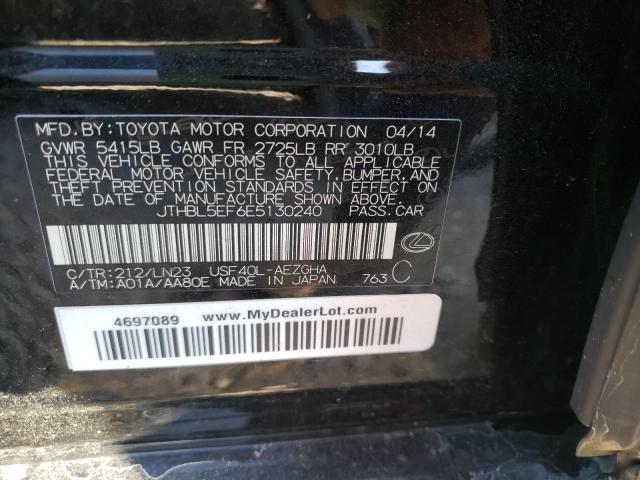 MFD.BY:TOYOTA MOTOR CORPORATION 04/14
GVWR 5415LB GAWR FR 2725LB RR 3010LB
THIS VEHICLE CONFORMS TO ALL APPLICABLE
FEDERAL MOTOR VEHICLE SAFETY,BUMPER,AND
THEFT PREVENTION STANDARDS IN EFFECT ON
THE DATE OF MANUFACTURE SHOWN ABOVE.
JTHBL5EF6E5130240 PASS.CAR
C/TR:212/LN23 USF40L-AEZGHA
A/TM:A01A/AA80E MADE IN JAPAN 763 C
4697089 www.MyDealerLot.com